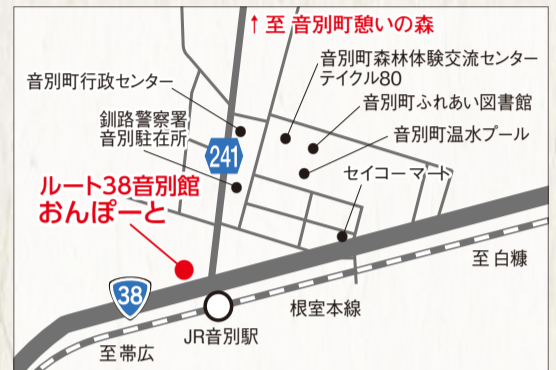 ↑ 至 音別町憩いの森
音別町森林体験交流センター
テイクル80
音別町行政センター
音別町ふれあい図書館
釧路警察署
音別駐在所
音別町温水プール
241
セイコーマート
ルート38音別館
おんぽーと
至 白糠
38
根室本線
JR音別駅
至 帯広